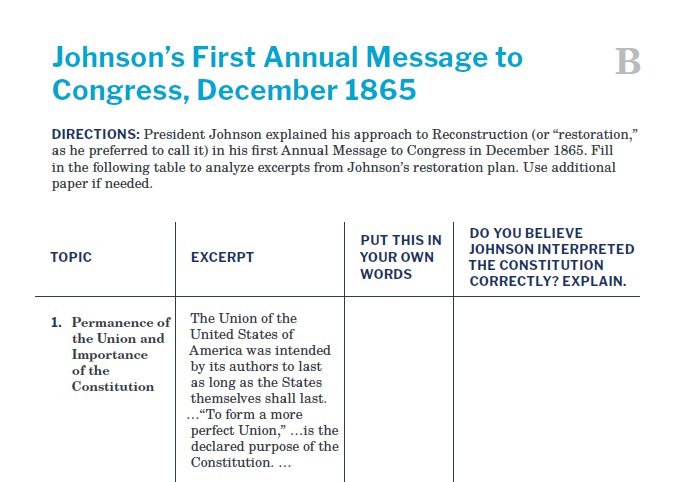 Johnson’s First Annual Message to
Congress, December 1865
B
DIRECTIONS: President Johnson explained his approach to Reconstruction (or “restoration,”
as he preferred to call it) in his first Annual Message to Congress in December 1865. Fill
in the following table to analyze excerpts from Johnson’s restoration plan. Use additional
paper if needed.
TOPIC
EXCERPT
PUT THIS IN
YOUR OWN
WORDS
DO YOU BELIEVE
JOHNSON INTERPRETED
THE CONSTITUTION
CORRECTLY? EXPLAIN.
1. Permanence of
the Union and
Importance
of the
Constitution
The Union of the
United States of
America was intended
by its authors to last
as long as the States
themselves shall last.
…“To form a more
perfect Union,” …is the
declared purpose of the
Constitution. …